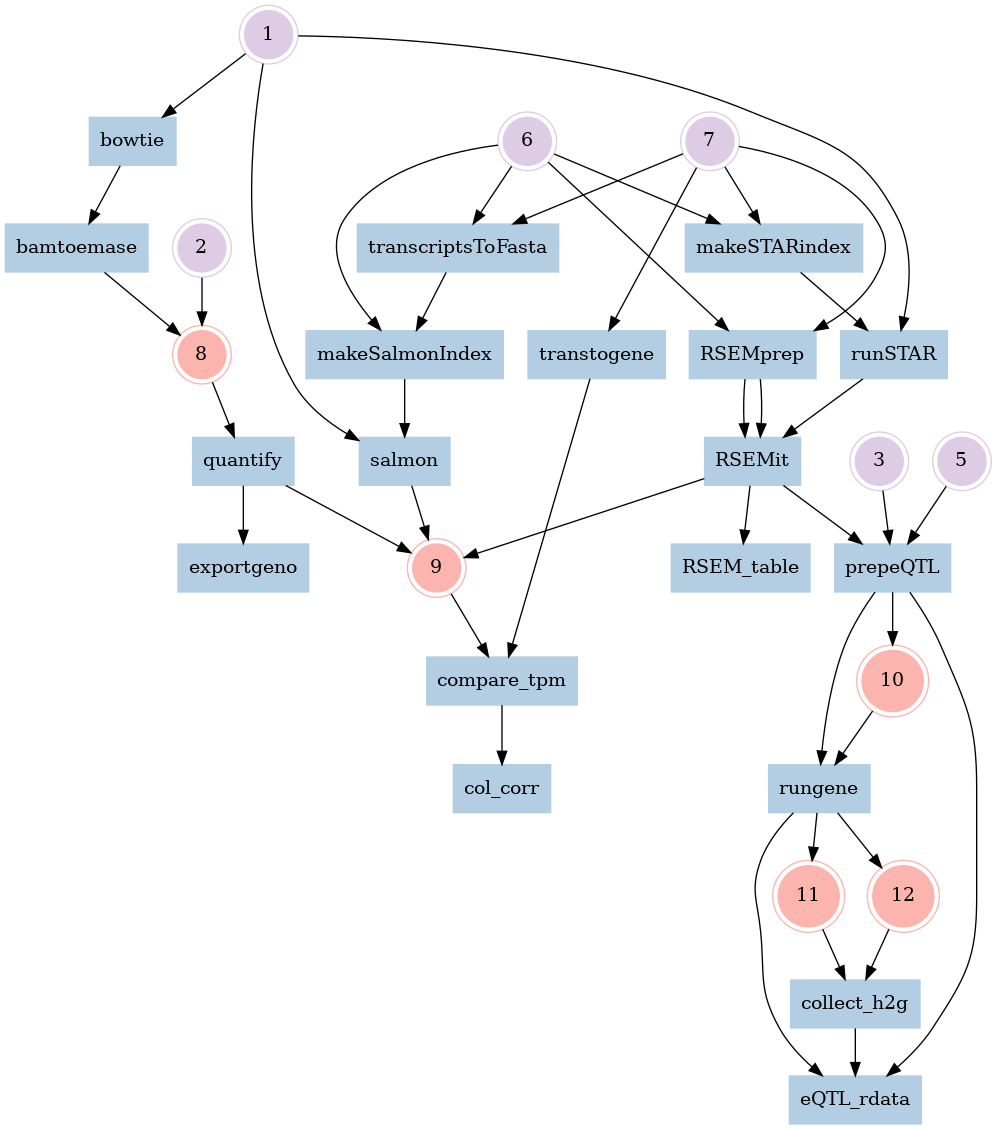 1
bowtie
6
7
bamtoemase
2
transcriptsToFasta
makeSTARindex
8
makeSalmonIndex
transtogene
RSEMprep
runSTAR
quantify
salmon
RSEMit
3
5
exportgeno
9
RSEM_table
prepeQTL
compare_tpm
10
col_corr
rungene
11
12
collect_h2g
eQTL_rdata